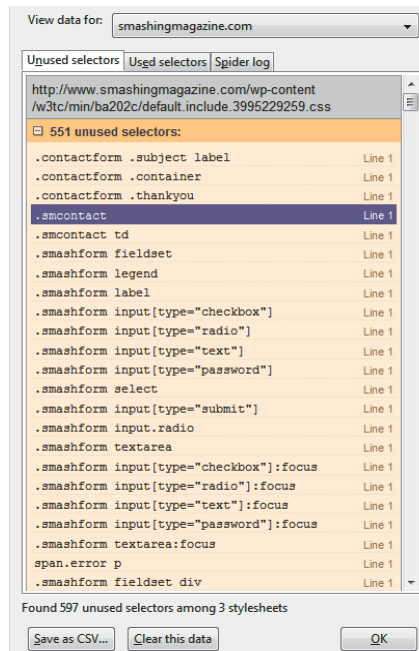 View data for: smashingmagazine.com
Unused selectors Used selectors Spider log
http://www.smashingmagazine.com/wp-content
/w3tc/min/ba202c/default.include.3995229259.css
551 unused selectors:
.contactform .subject label Line 1
.contactform .container Line 1
.contactform .thankyou Line 1
.smcontact Line 1
.smcontact td Line 1
.smashform fieldset Line 1
.smashform legend Line 1
.smashform label Line 1
.smashform input[type="checkbox"] Line 1
.smashform input[type="radio"] Line 1
.smashform input[type="text"] Line 1
.smashform input[type="password"] Line 1
.smashform select Line 1
.smashform input[type="submit"] Line 1
.smashform input.radio Line 1
.smashform textarea Line 1
.smashform input[type="checkbox"]:focus Line 1
.smashform input[type="radio"]:focus Line 1
.smashform input[type="text"]:focus Line 1
.smashform input[type="password"]:focus Line 1
.smashform textarea:focus Line 1
span.error p Line 1
.smashform fieldset div Line 1
Found 597 unused selectors among 3 stylesheets
Save as CSV... Clear this data OK